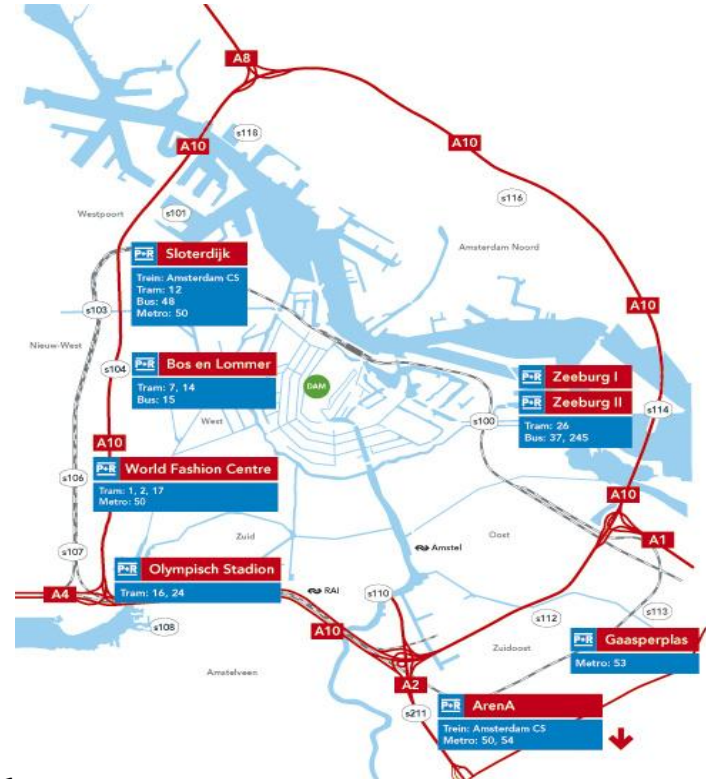 A8
A10
s118
A10
s116
s101
Westpoort
Amsterdam Noord
P+R Sloterdijk
Trein: Amsterdam CS
Tram: 12
Bus: 48
Metro: 50
A10
s103
Nieuw-West
P+R Bos en Lommer
Tram: 7, 14
Bus: 15
s104
DAM
P+R Zeeburg I
P+R Zeeburg II
Tram: 26
Bus: 37, 245
s114
s100
West
A10
P+R World Fashion Centre
Tram: 1, 2, 17
Metro: 50
s106
A10
A1
Oost
Zuid
Amstel
s107
P+R Olympisch Stadion
Tram: 16, 24
A4
RAI
s110
s108
A10
s112
s113
Zuidoost
P+R Gaasperplas
Metro: 53
Amstelveen
A2
s211
P+R ArenA
Trein: Amsterdam CS
Metro: 50, 54